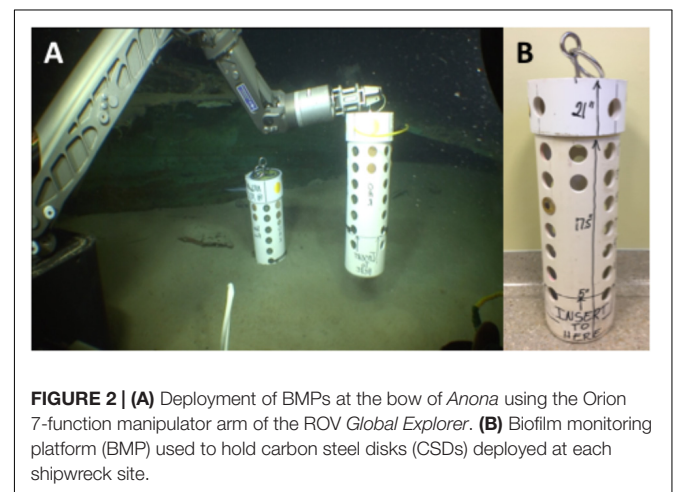 A
B
21"
17.5"
5"
INSERT
TO
HERE
FIGURE 2 | (A) Deployment of BMPs at the bow of Anona using the Orion
7-function manipulator arm of the ROV Global Explorer. (B) Biofilm monitoring
platform (BMP) used to hold carbon steel disks (CSDs) deployed at each
shipwreck site.